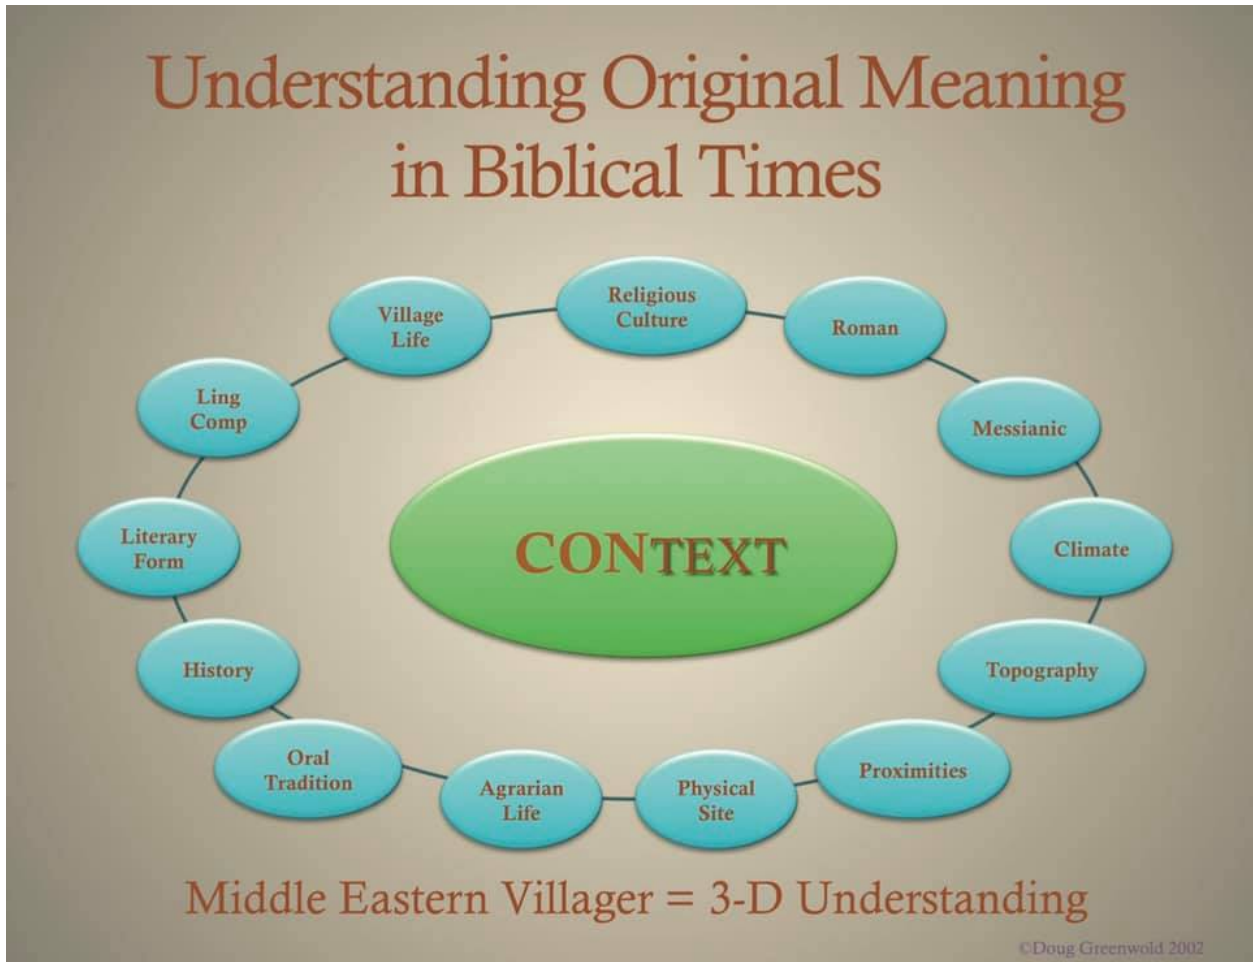 Understanding Original Meaning
in Biblical Times
Religious
Culture
Roman
Messianic
Climate
Topography
Proximities
Physical
Site
Agrarian
Life
Oral
Tradition
History
Literary
Form
Ling
Comp
Village
Life
CONTEXT
Middle Eastern Villager = 3-D Understanding
©Doug Greenwold 2002